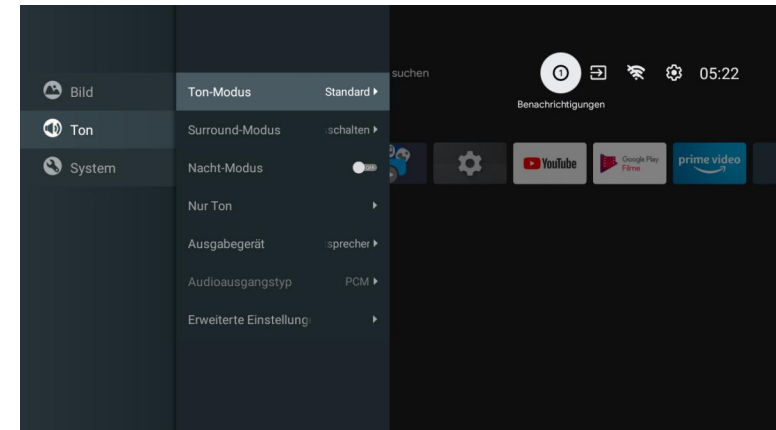 Bild
Ton
System
Ton-Modus Standard
Surround-Modus schalten
Nacht-Modus
Nur Ton
Ausgabegerät sprecher
Audioausgangstyp PCM
Erweiterte Einstellung
suchen
1
05:22
Benachrichtigungen
YouTube
Google Play
Filme
prime video